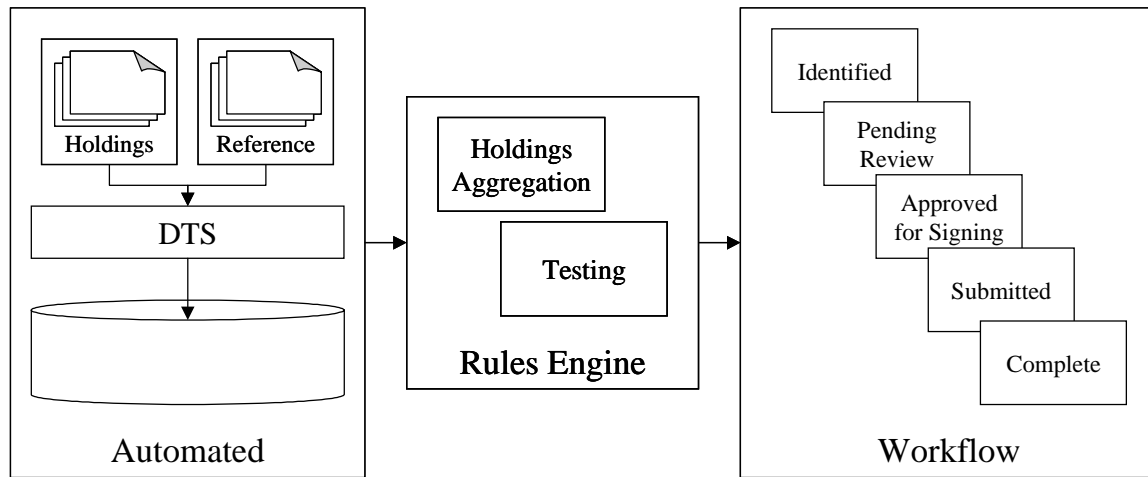 Holdings
Reference
DTS
Automated
Holdings
Aggregation
Testing
Rules Engine
Identified
Pending
Review
Approved
for Signing
Submitted
Complete
Workflow